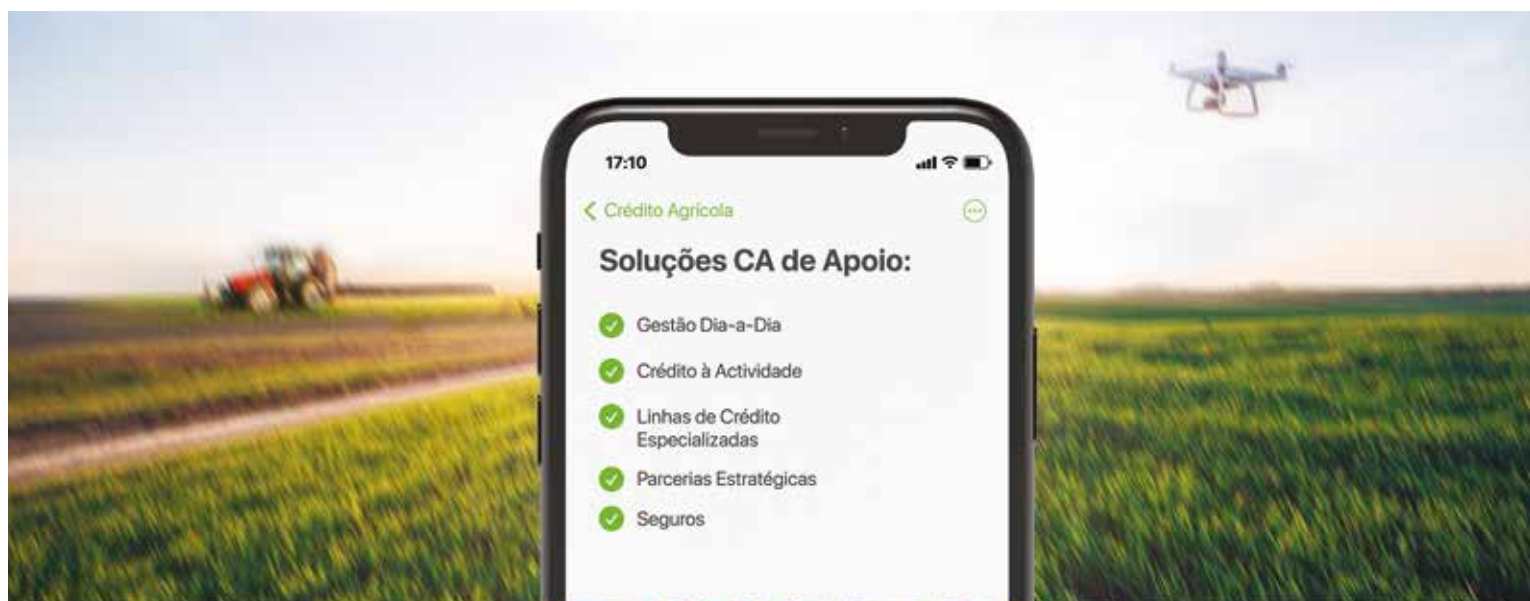 17:10
Crédito Agrícola
Soluções CA de Apoio:
Gestão Dia-a-Dia
Crédito à Actividade
Linhas de Crédito
Especializadas
Parcerias Estratégicas
Seguros